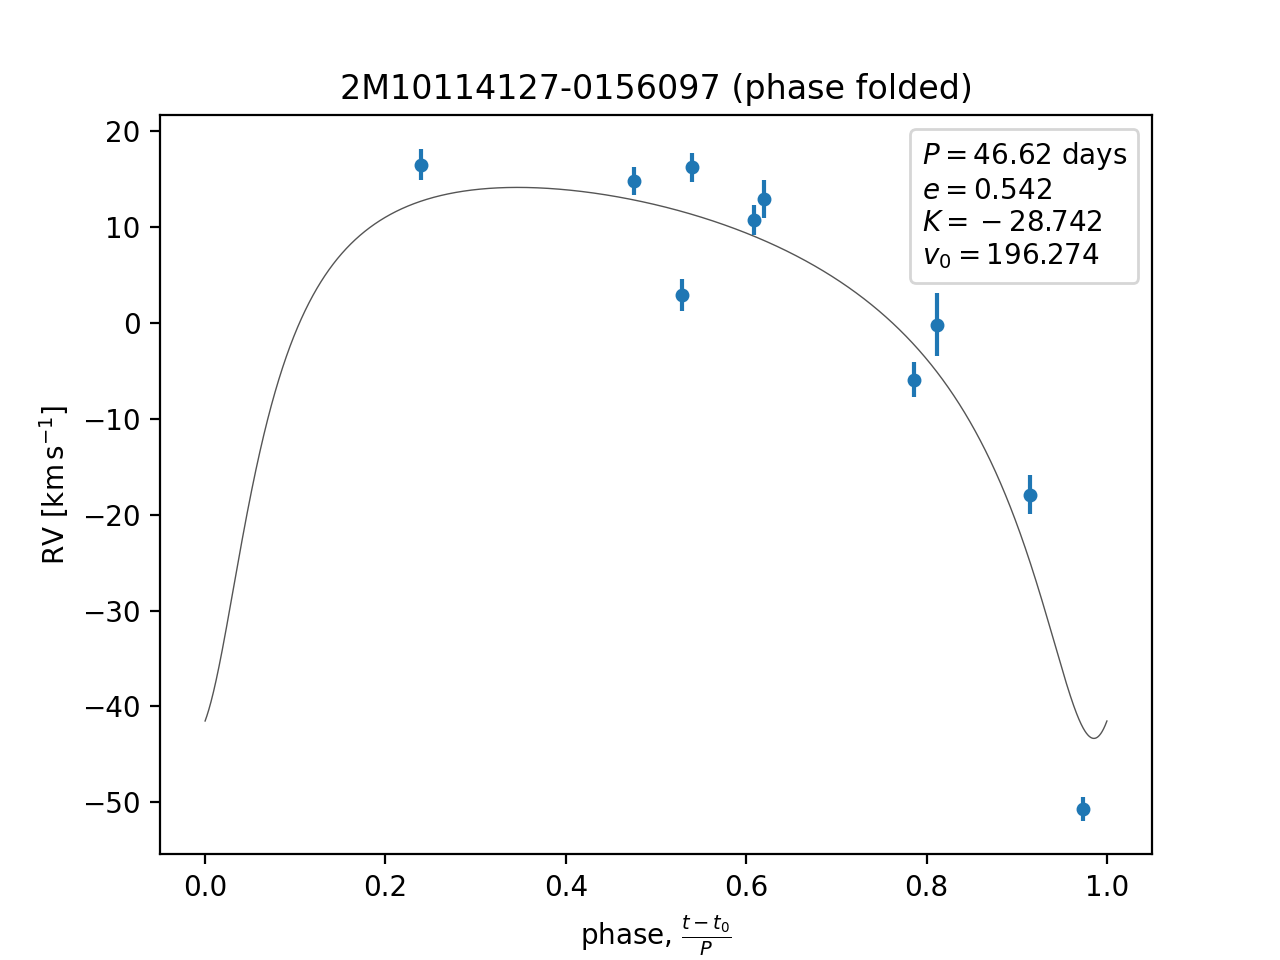 2M10114127-0156097 (phase folded)
P = 46.62 days
e = 0.542
K = −28.742
v₀ = 196.274
RV [km s⁻¹]
20
10
0
−10
−20
−30
−40
−50
0.0 0.2 0.4 0.6 0.8 1.0
phase, (t − t₀)/P